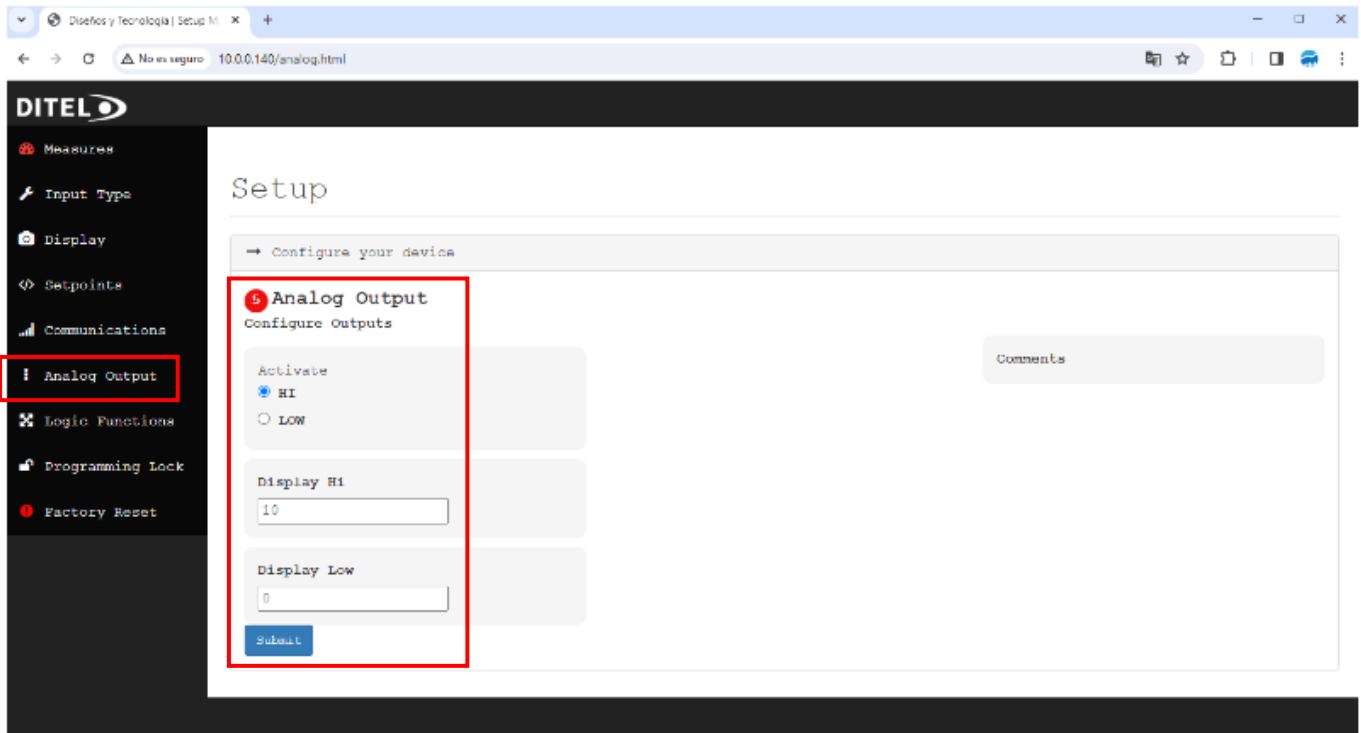 Diseños y Tecnología | Setup M
No es seguro 10.0.0.140/analog.html
DITEL
Measures
Input Type
Display
Setpoints
Communications
Analog Output
Logic Functions
Programming Lock
Factory Reset
Setup
Configure your device
5 Analog Output
Configure Outputs
Activate
HI
LOW
Display Hi
10
Display Low
0
Submit
Comments